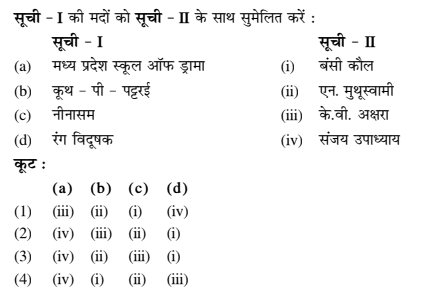 सूची – I की मदों को सूची – II के साथ सुमेलित करें :
सूची – I सूची – II
(a) मध्य प्रदेश स्कूल ऑफ ड्रामा (i) बंसी कौल
(b) कूथ – पी – पट्टरई (ii) एन. मुथूस्वामी
(c) नीनासम (iii) के.वी. अक्षरा
(d) रंग विदूषक (iv) संजय उपाध्याय
कूट :
(a) (b) (c) (d)
(1) (iii) (ii) (i) (iv)
(2) (iv) (iii) (ii) (i)
(3) (iv) (ii) (iii) (i)
(4) (iv) (i) (ii) (iii)